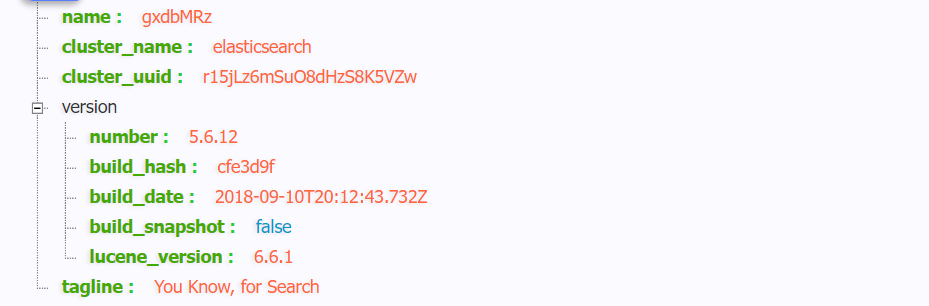 name : gxdbMRz
cluster_name : elasticsearch
cluster_uuid : r15jLz6mSuO8dHzS8K5VZw
version
number : 5.6.12
build_hash : cfe3d9f
build_date : 2018-09-10T20:12:43.732Z
build_snapshot : false
lucene_version : 6.6.1
tagline : You Know, for Search